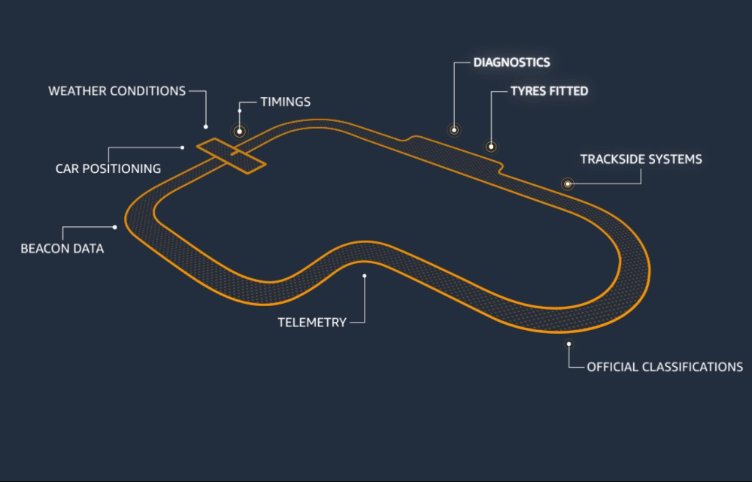 DIAGNOSTICS
WEATHER CONDITIONS
TYRES FITTED
TIMINGS
TRACKSIDE SYSTEMS
CAR POSITIONING
BEACON DATA
TELEMETRY
OFFICIAL CLASSIFICATIONS